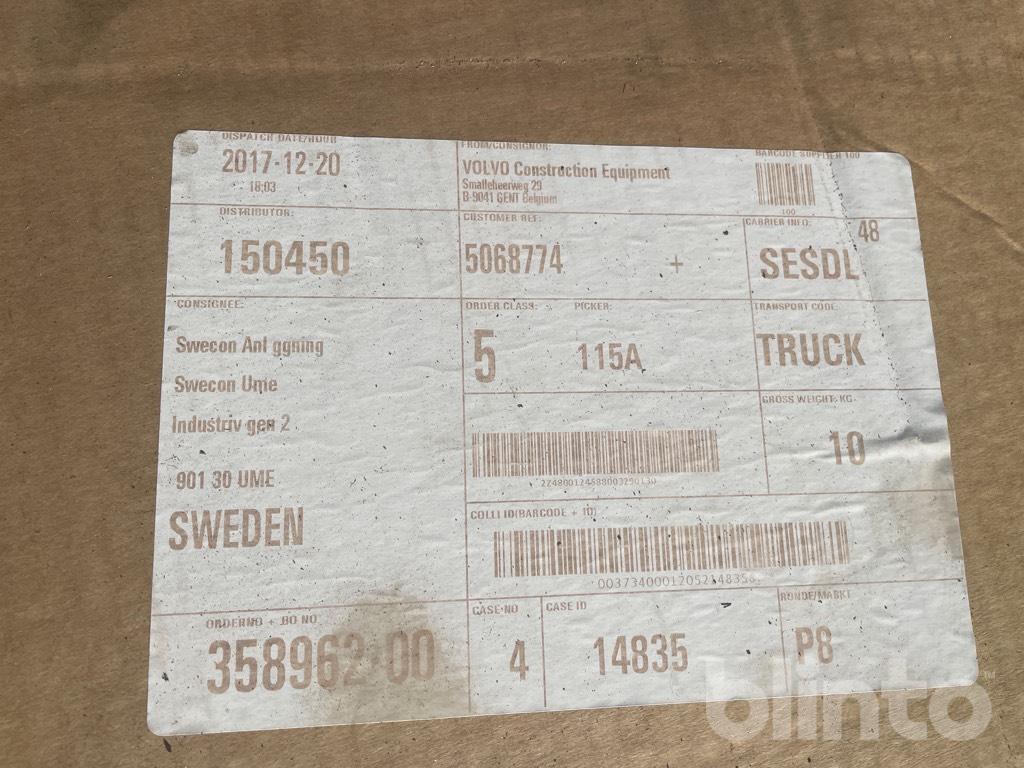 DISPATCH DATE/HOUR
2017-12-20
18:03
FROM/CONSIGNOR:
VOLVO Construction Equipment
Smalleheerweg 29
B-9041 GENT Belgium
BARCODE SUPPLIER 100
100
DISTRIBUTOR:
150450
CUSTOMER REF:
5068774 +
CARRIER INFO: 48
SESDL
CONSIGNEE:
Swecon Anl ggning
Swecon Ume
Industriv gen 2
901 30 UME
SWEDEN
ORDER CLASS: PICKER:
5 115A
TRANSPORT CODE:
TRUCK
GROSS WEIGHT: KG
10
COLLI ID(BARCODE + ID)
ORDERNO + BO NO
358962-00
CASE-NO
4
CASE ID
14835
P8
blinto